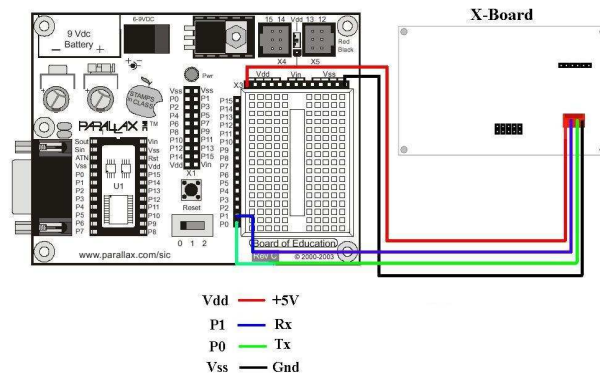 X-Board
6-9VDC
9 Vdc
Battery
15 14 Vdd 13 12
Red
Black
X4 X5
Pwr
Vdd Vin Vss
X3
STAMPS
in
CLASS
PARALLAX
TM
Vss Vss
P0 P1
P2 P3
P4 P5
P6 P7
P8 P9
P10 P11
P12 P13
P14 P15
Vdd Vin
X1
P15
P14
P13
P12
P11
P10
P9
P8
P7
P6
P5
P4
P3
P2
P1
P0
Sout Vin
Sin Vss
ATN Rst
Vss Vdd
P0 P15
P1 P14
P2 P13
P3 P12
P4 P11
P5 P10
P6 P9
P7 P8
U1
Reset
0 1 2
www.parallax.com/sic
Board of Education
Rev C © 2000-2003
Vdd +5V
P1 Rx
P0 Tx
Vss Gnd